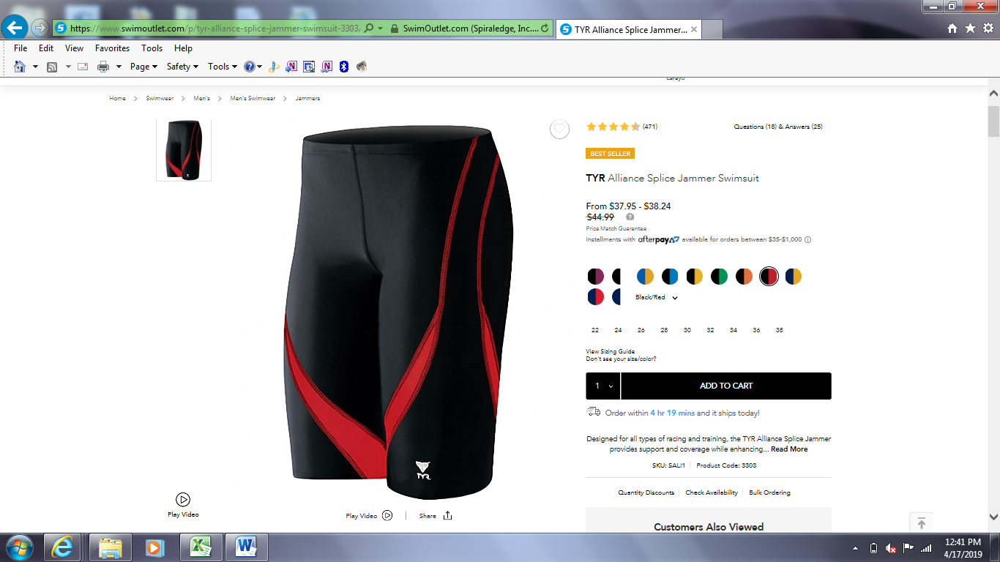 https://www.swimoutlet.com/p/tyr-alliance-splice-jammer-swimsuit-3303/
SwimOutlet.com (Spiraledge, Inc....
TYR Alliance Splice Jammer...
File Edit View Favorites Tools Help
Page Safety Tools
Home > Swimwear > Men's > Men's Swimwear > Jammers
(471)
Questions (18) & Answers (25)
BEST SELLER
TYR Alliance Splice Jammer Swimsuit
From $37.95 - $38.24
$44.99
Price Match Guarantee
Installments with afterpay available for orders between $35-$1,000
Black/Red
22 24 26 28 30 32 34 36 38
View Sizing Guide
Don't see your size/color?
1 ADD TO CART
Order within 4 hr 19 mins and it ships today!
Designed for all types of racing and training, the TYR Alliance Splice Jammer
provides support and coverage while enhancing... Read More
SKU: SALI1 Product Code: 3303
Quantity Discounts Check Availability Bulk Ordering
Customers Also Viewed
TYR
Play Video
Play Video Share
12:41 PM
4/17/2019